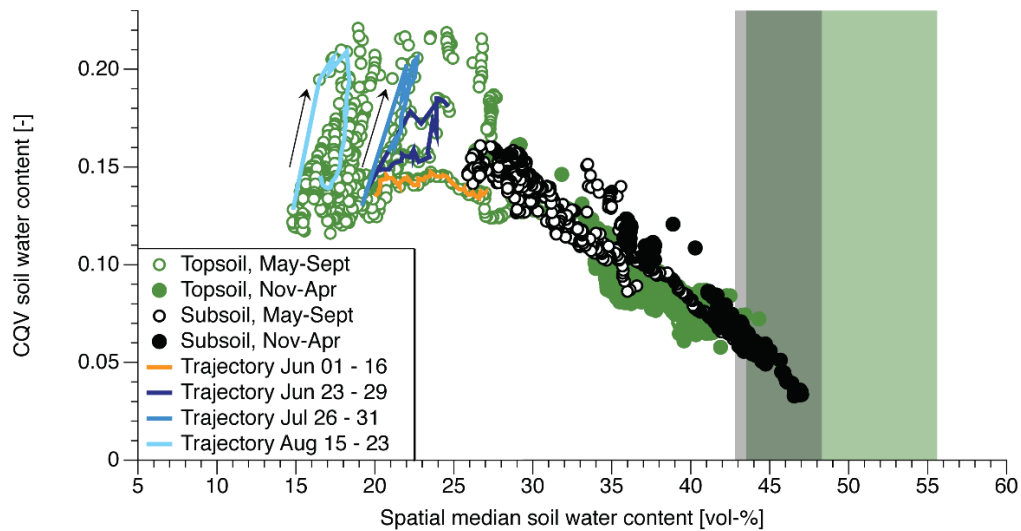 CQV soil water content [-]
0.20
0.15
0.10
0.05
0
Topsoil, May-Sept
Topsoil, Nov-Apr
Subsoil, May-Sept
Subsoil, Nov-Apr
Trajectory Jun 01 - 16
Trajectory Jun 23 - 29
Trajectory Jul 26 - 31
Trajectory Aug 15 - 23
5 10 15 20 25 30 35 40 45 50 55 60
Spatial median soil water content [vol-%]